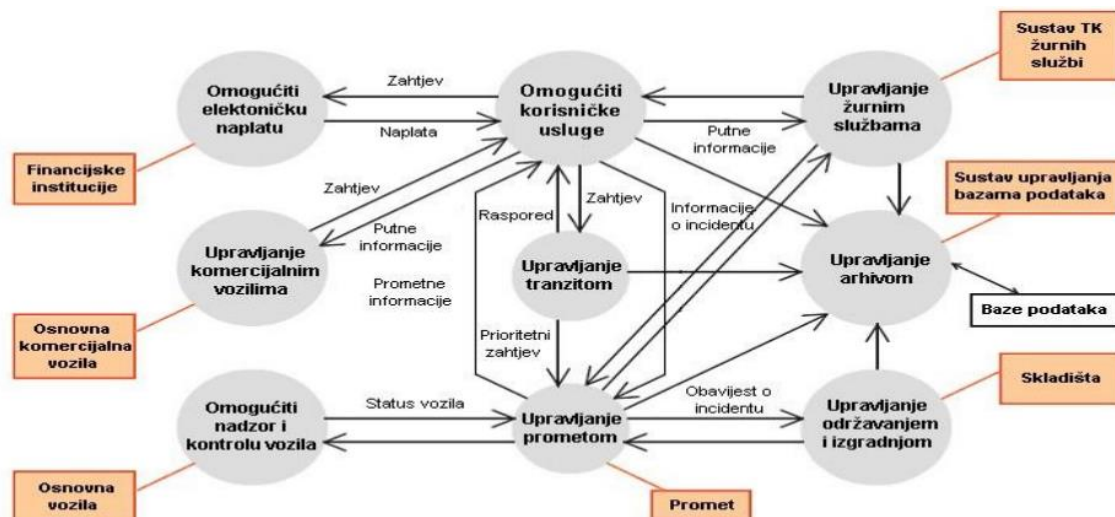 Sustav TK
žurnih
službi
Omogućiti
elektoničku
naplatu
Zahtjev
Naplata
Omogućiti
korisničke
usluge
Putne
informacije
Upravljanje
žurnim
službama
Financijske
institucije
Zahtjev
Putne
informacije
Raspored
Zahtjev
Informacije
o incidentu
Sustav upravljanja
bazama podataka
Upravljanje
komercijalnim
vozilima
Prometne
informacije
Upravljanje
tranzitom
Upravljanje
arhivom
Baze podataka
Osnovna
komercijalna
vozila
Prioritetni
zahtjev
Skladišta
Omogućiti
nadzor i
kontrolu vozila
Status vozila
Upravljanje
prometom
Obavijest o
incidentu
Upravljanje
održavanjem
i izgradnjom
Osnovna
vozila
Promet